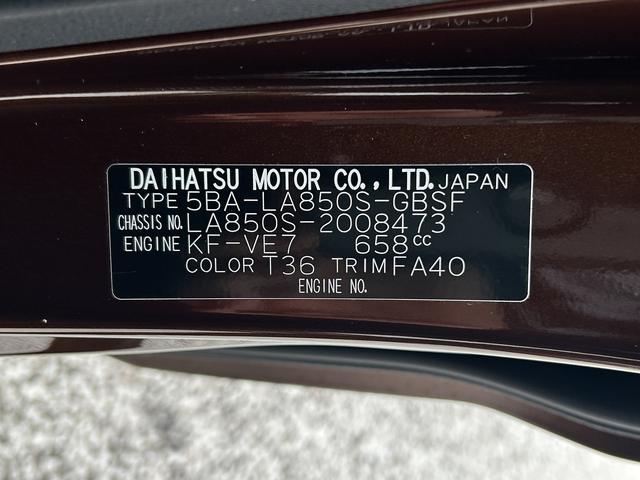 DAIHATSU MOTOR CO., LTD. JAPAN
TYPE 5BA-LA850S-GBSF
CHASSIS NO. LA850S-2008473
ENGINE KF-VE7 658cc
COLOR T36 TRIM FA40
ENGINE NO.